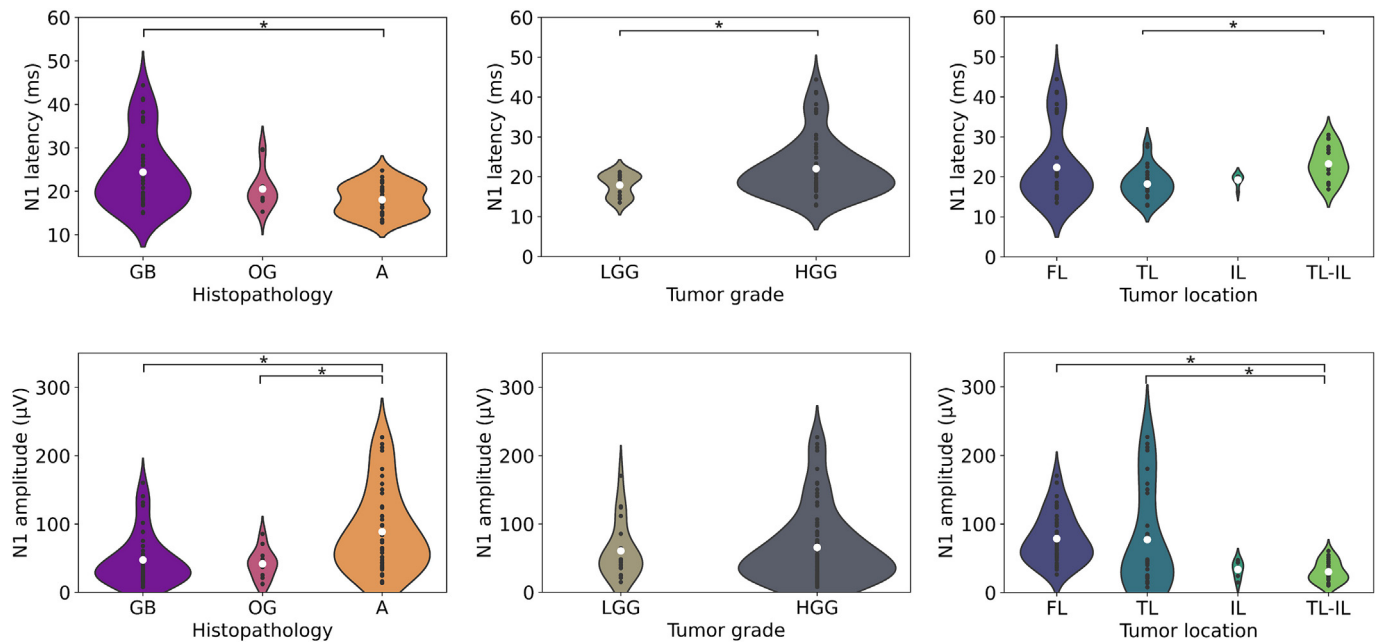 60
50
40
30
20
10
N1 latency (ms)
*
GB
OG
A
Histopathology
60
50
40
30
20
10
0
N1 latency (ms)
*
LGG
HGG
Tumor grade
60
50
40
30
20
10
0
N1 latency (ms)
*
FL
TL
IL
TL-IL
Tumor location
300
200
100
0
N1 amplitude (μV)
*
*
GB
OG
A
Histopathology
300
200
100
0
N1 amplitude (μV)
LGG
HGG
Tumor grade
300
200
100
0
N1 amplitude (μV)
*
*
FL
TL
IL
TL-IL
Tumor location